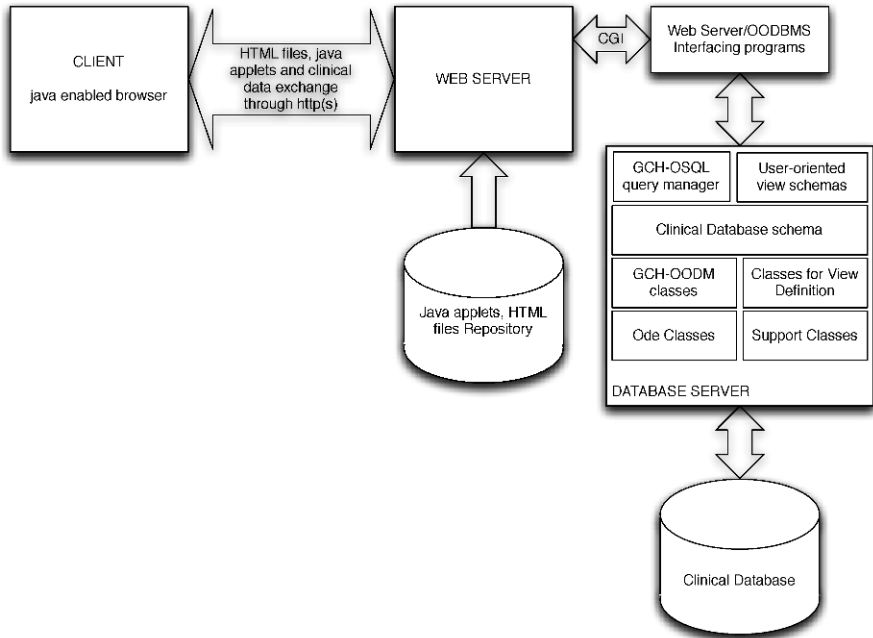 CLIENT
java enabled browser
HTML files, java
applets and clinical
data exchange
through http(s)
WEB SERVER
CGI
Web Server/OODBMS
Interfacing programs
GCH-OSQL
query manager
User-oriented
view schemas
Clinical Database schema
GCH-OODM
classes
Classes for View
Definition
Ode Classes
Support Classes
DATABASE SERVER
Java applets, HTML
files Repository
Clinical Database